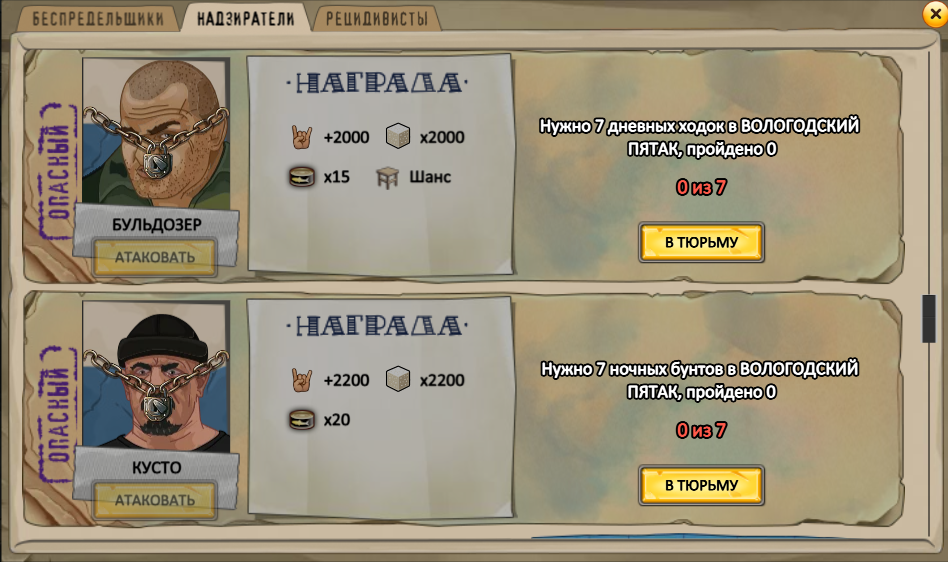 БЕСПРЕДЕЛЬЩИКИ
НАДЗИРАТЕЛИ
РЕЦИДИВИСТЫ
ОПАСНЫЙ
БУЛЬДОЗЕР
АТАКОВАТЬ
·НАГРАДА·
+2000
x2000
x15
Шанс
Нужно 7 дневных ходок в ВОЛОГОДСКИЙ
ПЯТАК, пройдено 0
0 из 7
В ТЮРЬМУ
ОПАСНЫЙ
КУСТО
АТАКОВАТЬ
·НАГРАДА·
+2200
x2200
x20
Нужно 7 ночных бунтов в ВОЛОГОДСКИЙ
ПЯТАК, пройдено 0
0 из 7
В ТЮРЬМУ